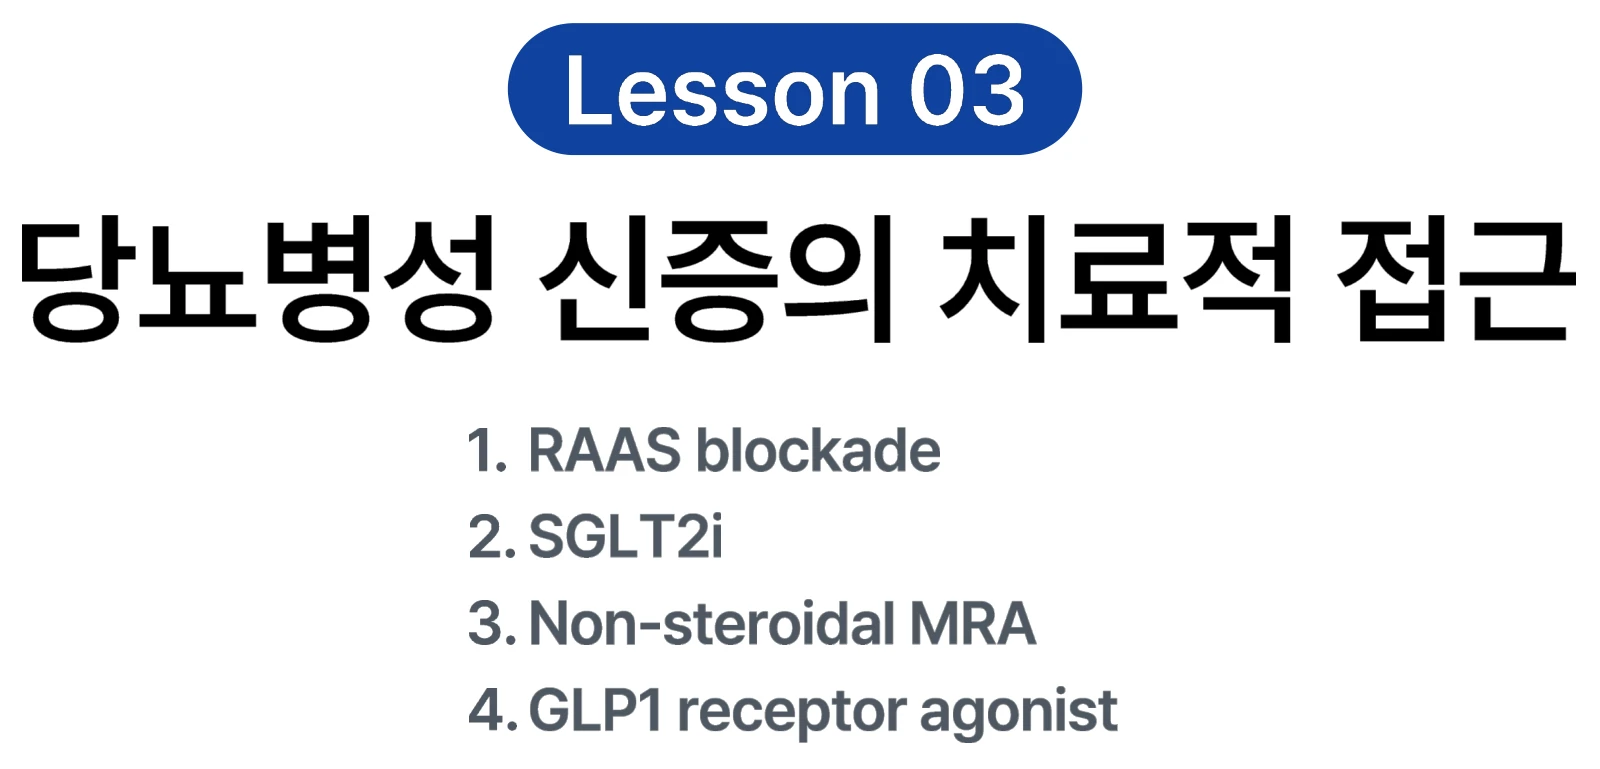 Lesson 03
당뇨병성 신증의 치료적 접근
1. RAAS blockade
2. SGLT2i
3. Non-steroidal MRA
4. GLP1 receptor agonist